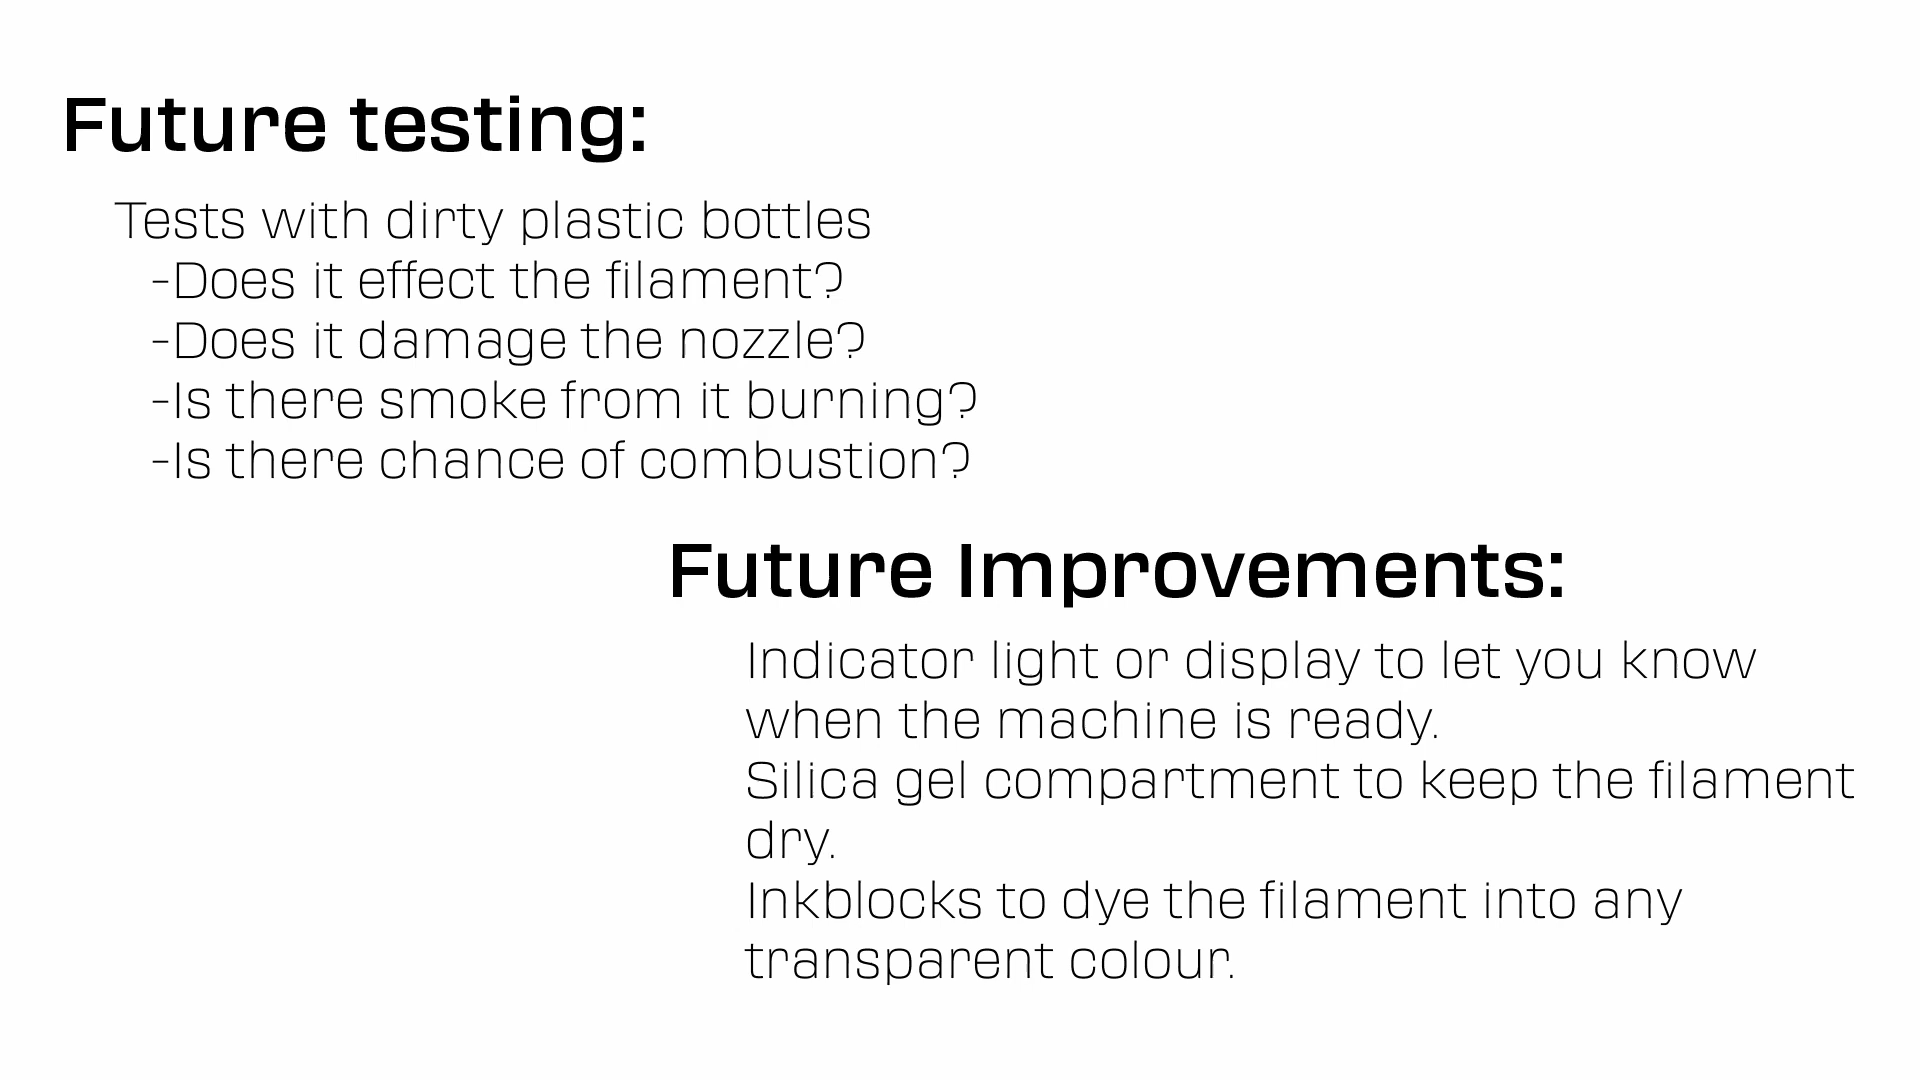 Future testing:
Tests with dirty plastic bottles
-Does it effect the filament?
-Does it damage the nozzle?
-Is there smoke from it burning?
-Is there chance of combustion?
Future Improvements:
Indicator light or display to let you know
when the machine is ready.
Silica gel compartment to keep the filament
dry.
Inkblocks to dye the filament into any
transparent colour.